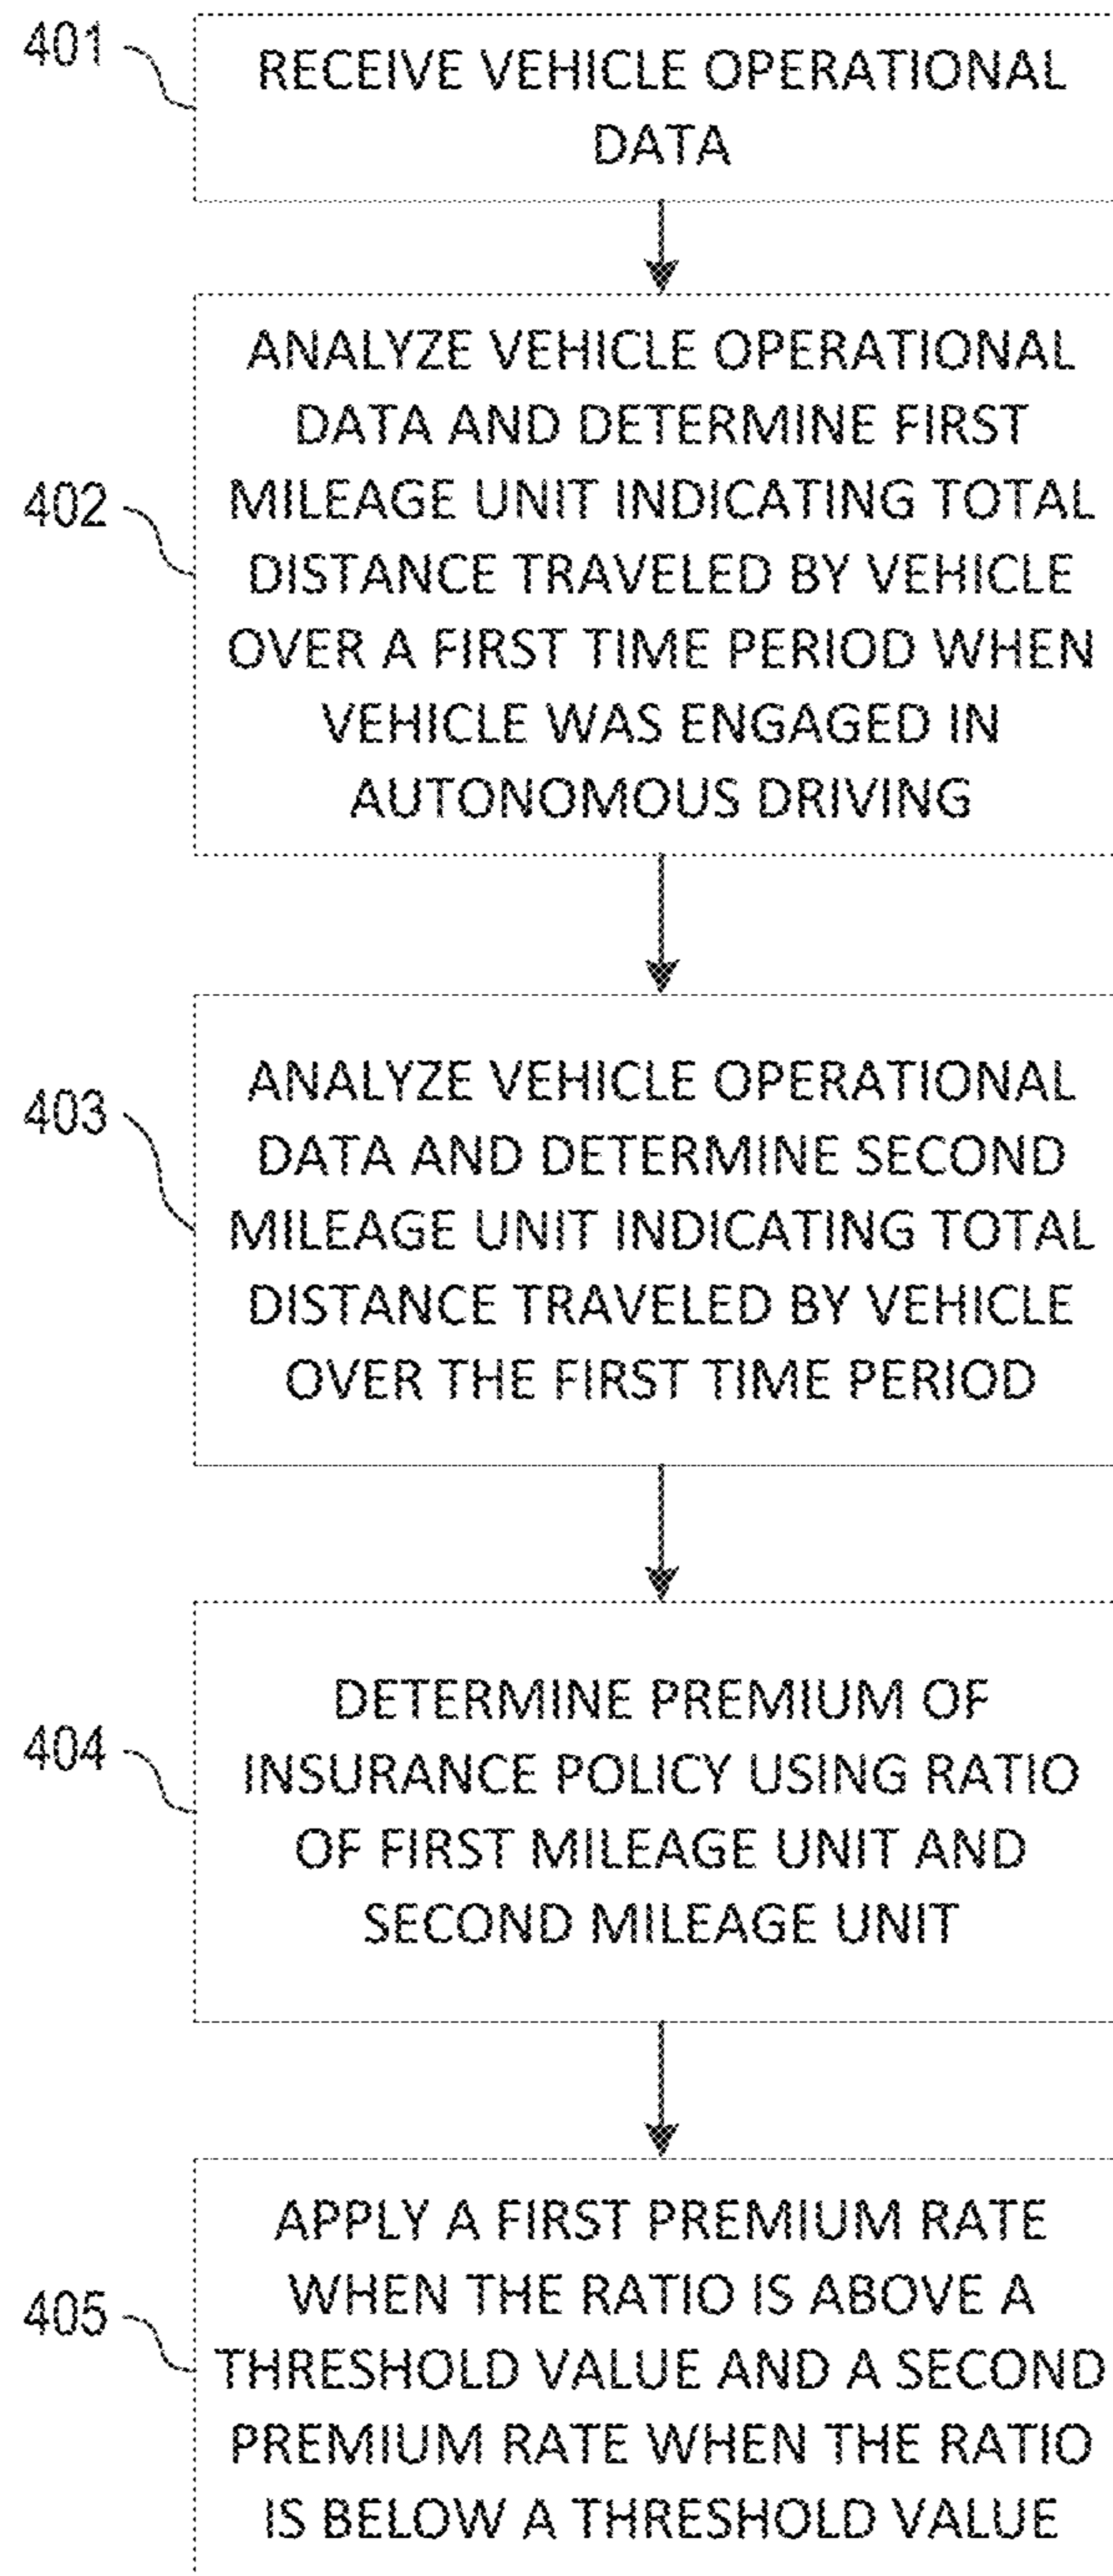 401
RECEIVE VEHICLE OPERATIONAL
DATA
402
ANALYZE VEHICLE OPERATIONAL
DATA AND DETERMINE FIRST
MILEAGE UNIT INDICATING TOTAL
DISTANCE TRAVELED BY VEHICLE
OVER A FIRST TIME PERIOD WHEN
VEHICLE WAS ENGAGED IN
AUTONOMOUS DRIVING
403
ANALYZE VEHICLE OPERATIONAL
DATA AND DETERMINE SECOND
MILEAGE UNIT INDICATING TOTAL
DISTANCE TRAVELED BY VEHICLE
OVER THE FIRST TIME PERIOD
404
DETERMINE PREMIUM OF
INSURANCE POLICY USING RATIO
OF FIRST MILEAGE UNIT AND
SECOND MILEAGE UNIT
405
APPLY A FIRST PREMIUM RATE
WHEN THE RATIO IS ABOVE A
THRESHOLD VALUE AND A SECOND
PREMIUM RATE WHEN THE RATIO
IS BELOW A THRESHOLD VALUE